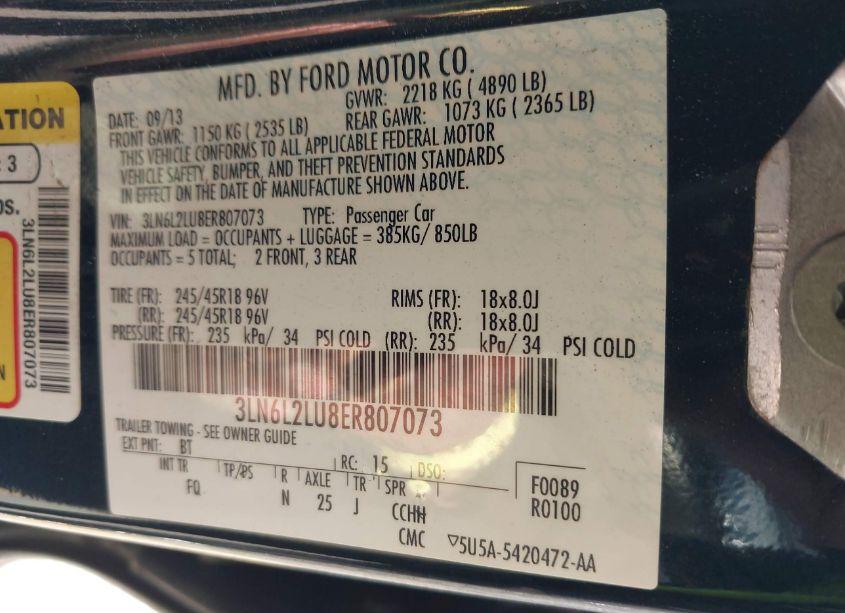 MFD. BY FORD MOTOR CO.
DATE: 09/13 GVWR: 2218 KG ( 4890 LB)
FRONT GAWR: 1150 KG ( 2535 LB) REAR GAWR: 1073 KG ( 2365 LB)
THIS VEHICLE CONFORMS TO ALL APPLICABLE FEDERAL MOTOR
VEHICLE SAFETY, BUMPER, AND THEFT PREVENTION STANDARDS
IN EFFECT ON THE DATE OF MANUFACTURE SHOWN ABOVE.
VIN: 3LN6L2LU8ER807073 TYPE: Passenger Car
MAXIMUM LOAD = OCCUPANTS + LUGGAGE = 385KG/ 850LB
OCCUPANTS = 5 TOTAL; 2 FRONT, 3 REAR
TIRE (FR): 245/45R18 96V RIMS (FR): 18x8.0J
(RR): 245/45R18 96V (RR): 18x8.0J
PRESSURE (FR): 235 kPa/ 34 PSI COLD (RR): 235 kPa/ 34 PSI COLD
3LN6L2LU8ER807073
TRAILER TOWING - SEE OWNER GUIDE
EXT PNT: BT RC: 15 DSO:
INT TR TP/PS R AXLE TR SPR
FQ N 25 J CCHH
CMC
F0089
R0100
▽5U5A-5420472-AA
ATION
3
3LN6L2LU8ER807073